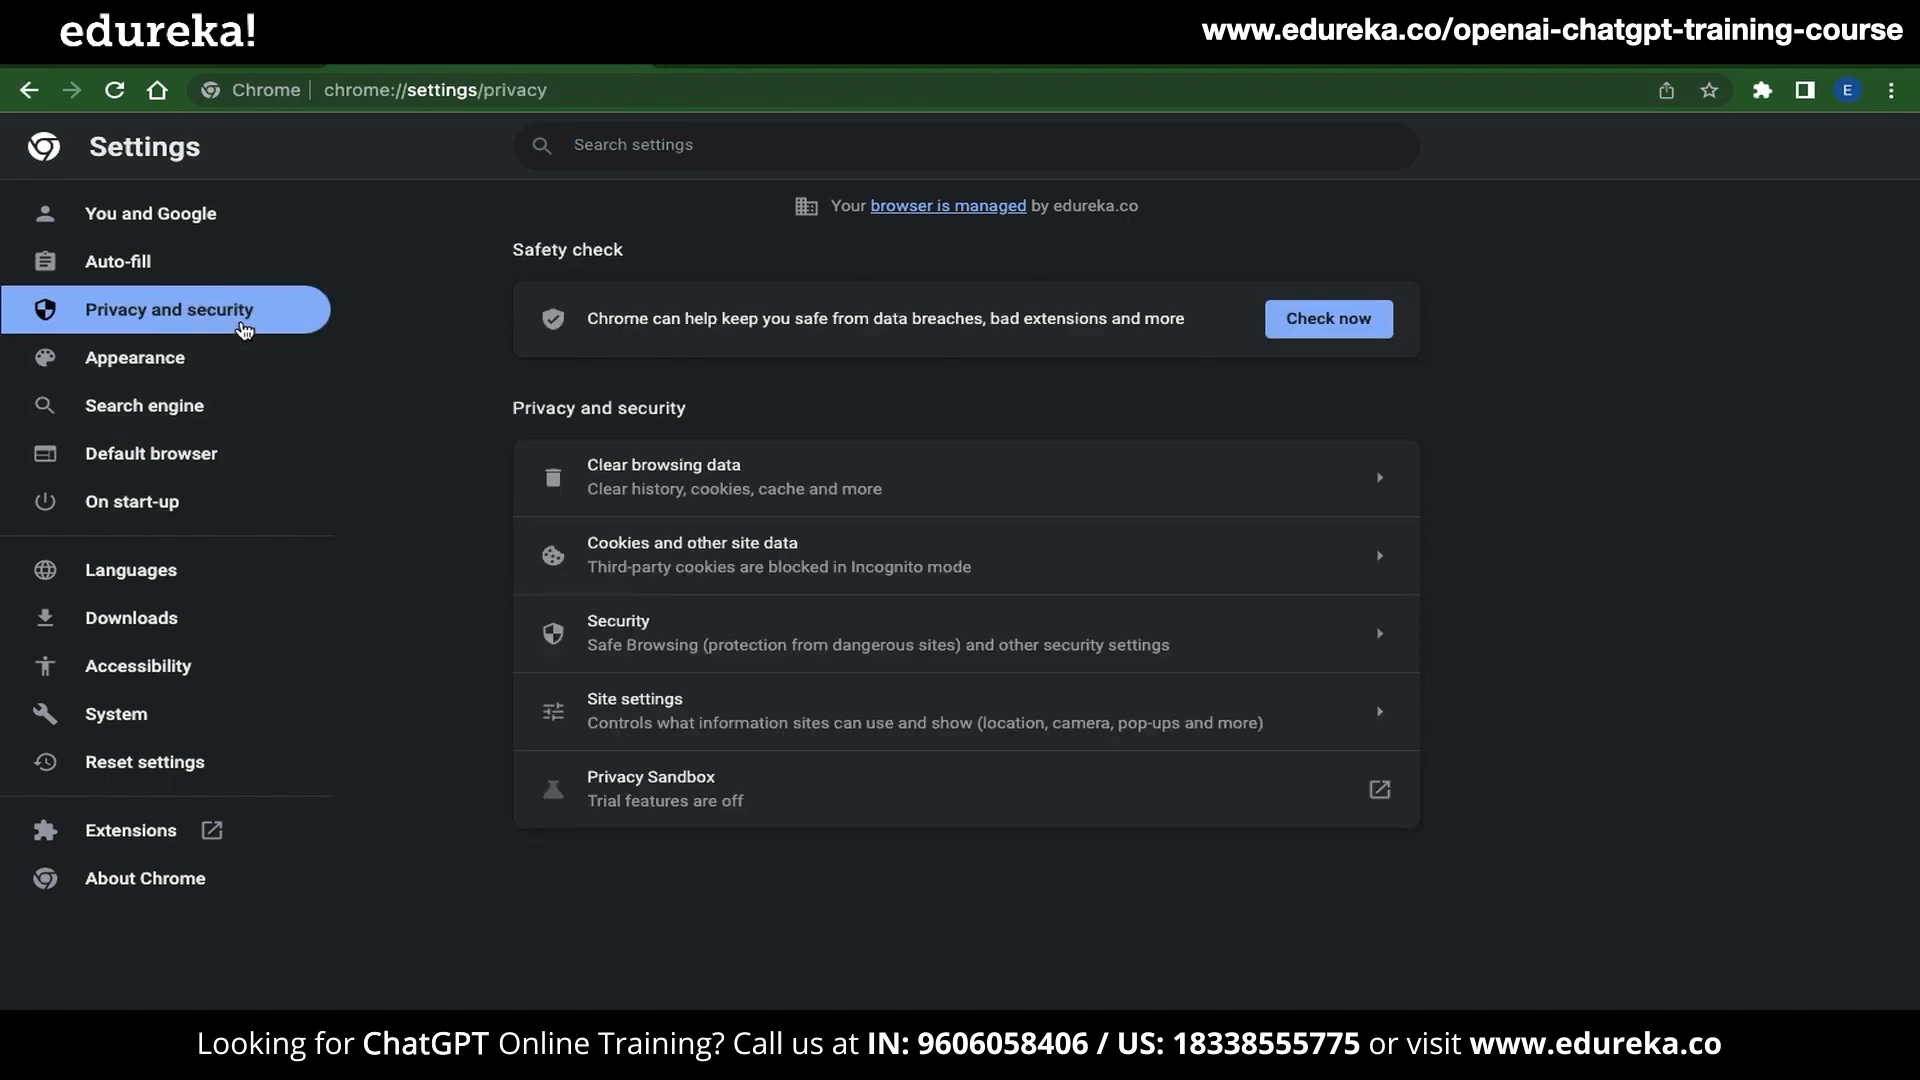 edureka!
www.edureka.co/openai-chatgpt-training-course
Chrome | chrome://settings/privacy
E
Settings
Search settings
You and Google
Auto-fill
Privacy and security
Appearance
Search engine
Default browser
On start-up
Languages
Downloads
Accessibility
System
Reset settings
Extensions
About Chrome
Your browser is managed by edureka.co
Safety check
Chrome can help keep you safe from data breaches, bad extensions and more
Check now
Privacy and security
Clear browsing data
Clear history, cookies, cache and more
Cookies and other site data
Third-party cookies are blocked in Incognito mode
Security
Safe Browsing (protection from dangerous sites) and other security settings
Site settings
Controls what information sites can use and show (location, camera, pop-ups and more)
Privacy Sandbox
Trial features are off
Looking for ChatGPT Online Training? Call us at IN: 9606058406 / US: 18338555775 or visit www.edureka.co